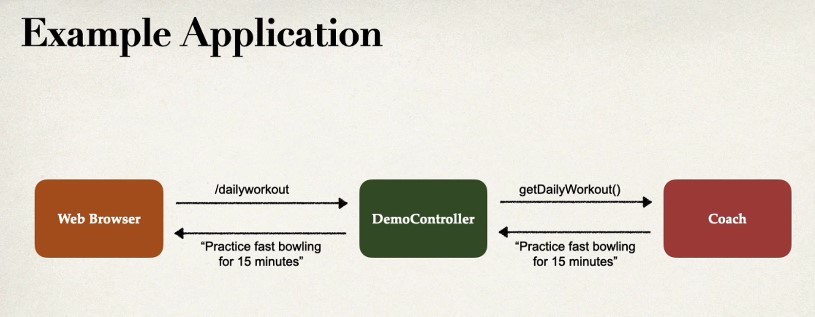 Example Application
/dailyworkout
getDailyWorkout()
Web Browser
DemoController
Coach
“Practice fast bowling
for 15 minutes”
“Practice fast bowling
for 15 minutes”